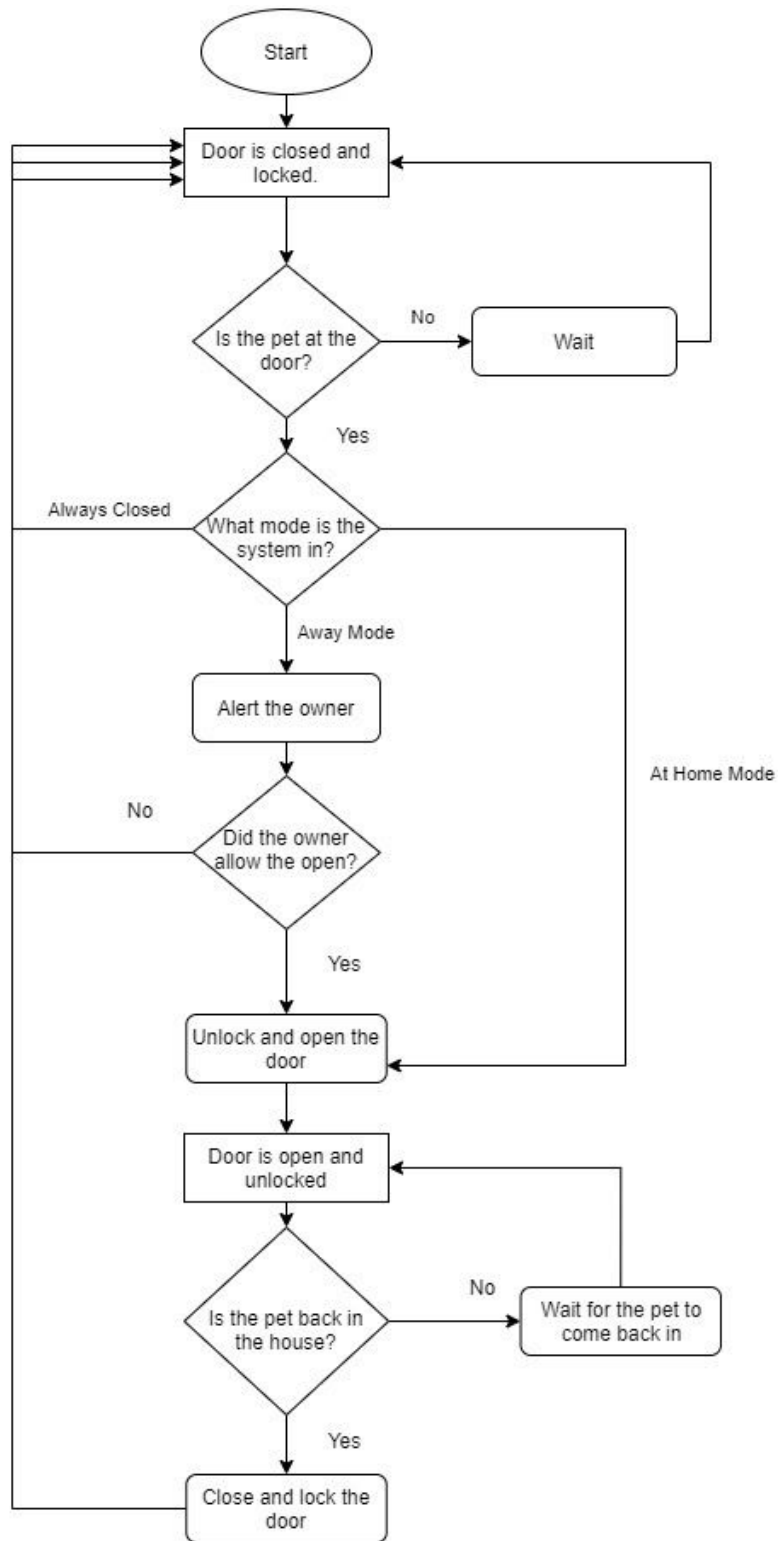 Start
Door is closed and
locked.
Is the pet at the
door?
No
Wait
Yes
Always Closed
What mode is the
system in?
Away Mode
Alert the owner
At Home Mode
No
Did the owner
allow the open?
Yes
Unlock and open the
door
Door is open and
unlocked
Is the pet back in
the house?
No
Wait for the pet to
come back in
Yes
Close and lock the
door